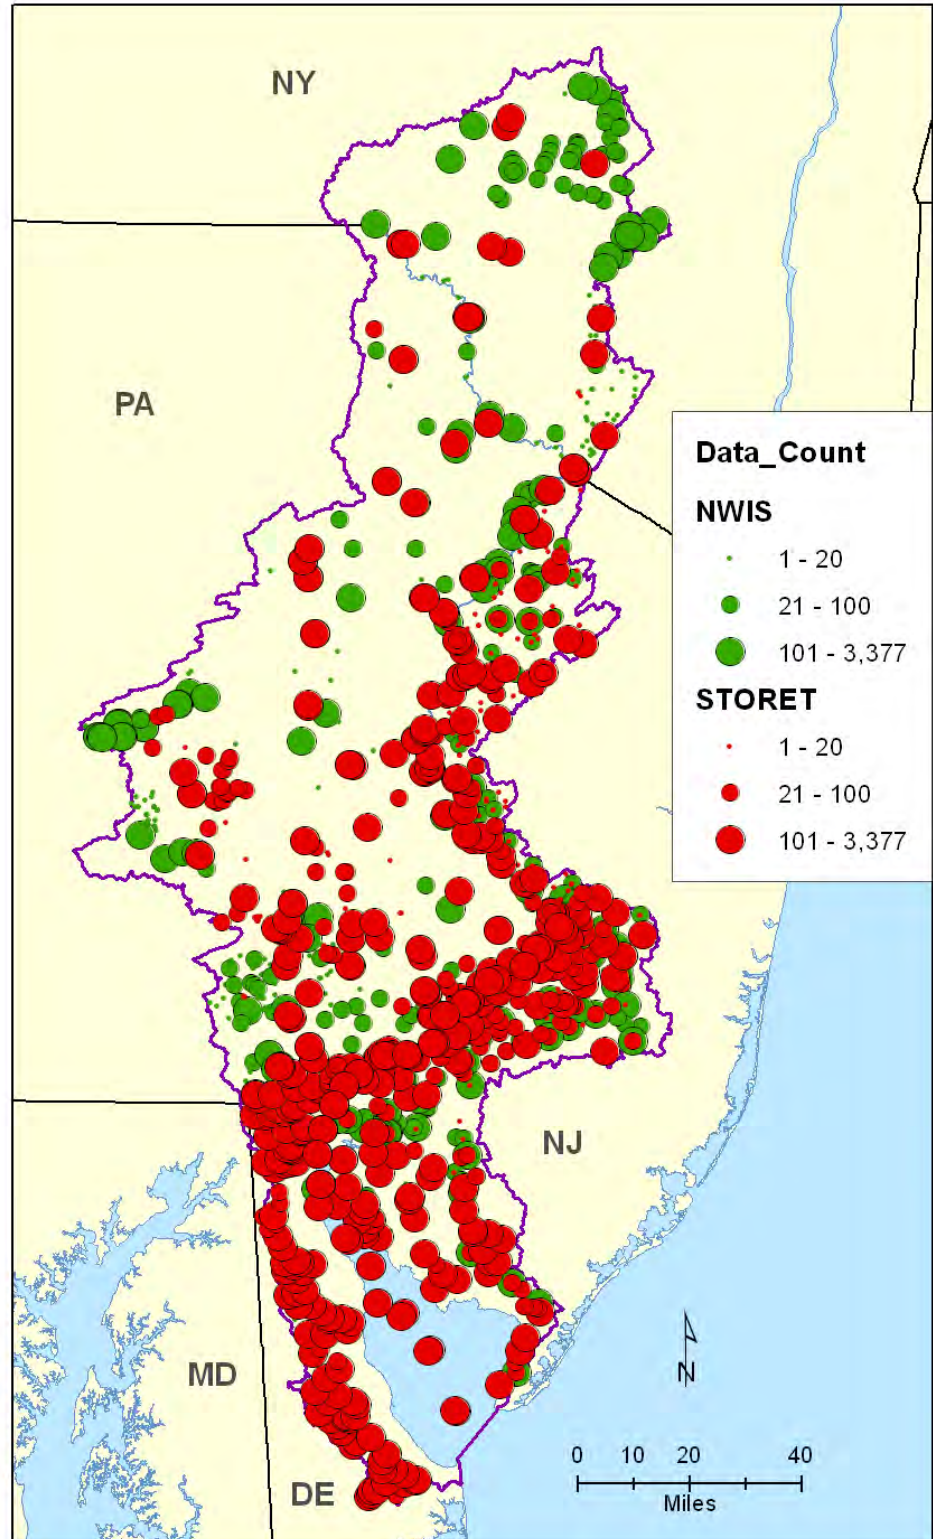 NY
PA
Data_Count
NWIS
1 - 20
21 - 100
101 - 3,377
STORET
1 - 20
21 - 100
101 - 3,377
NJ
MD
N
DE
0 10 20 40
Miles